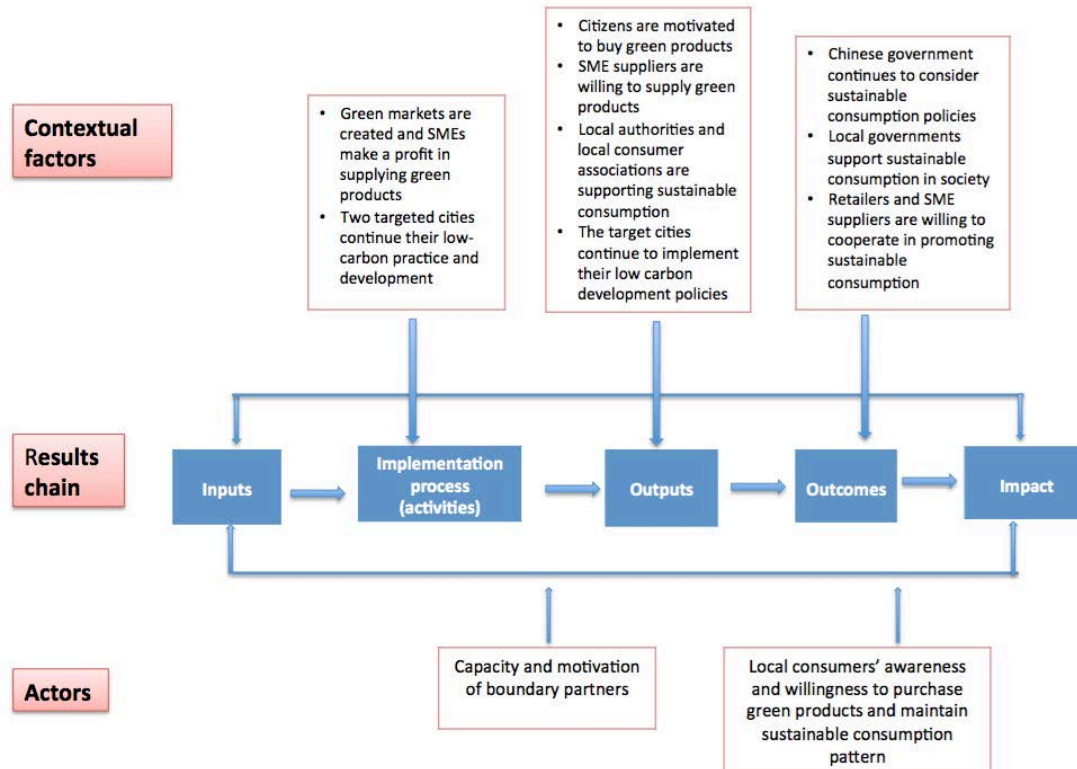 Contextual
factors
• Green markets are
created and SMEs
make a profit in
supplying green
products
• Two targeted cities
continue their low-
carbon practice and
development
• Citizens are motivated
to buy green products
• SME suppliers are
willing to supply green
products
• Local authorities and
local consumer
associations are
supporting sustainable
consumption
• The target cities
continue to implement
their low carbon
development policies
• Chinese government
continues to consider
sustainable
consumption policies
• Local governments
support sustainable
consumption in society
• Retailers and SME
suppliers are willing to
cooperate in promoting
sustainable
consumption
Results
chain
Inputs
Implementation
process
(activities)
Outputs
Outcomes
Impact
Actors
Capacity and motivation
of boundary partners
Local consumers’ awareness
and willingness to purchase
green products and maintain
sustainable consumption
pattern